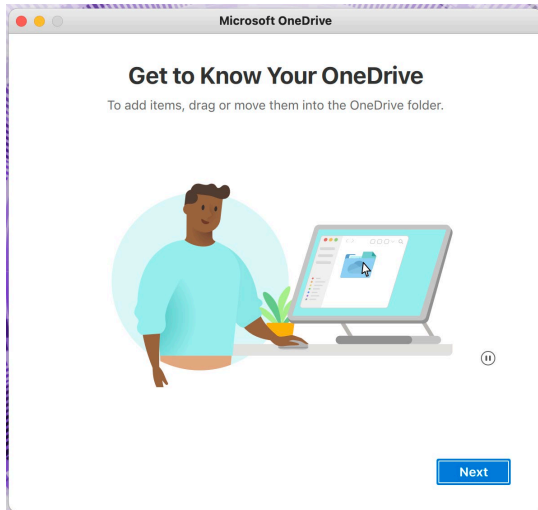 Microsoft OneDrive
Get to Know Your OneDrive
To add items, drag or move them into the OneDrive folder.
Next